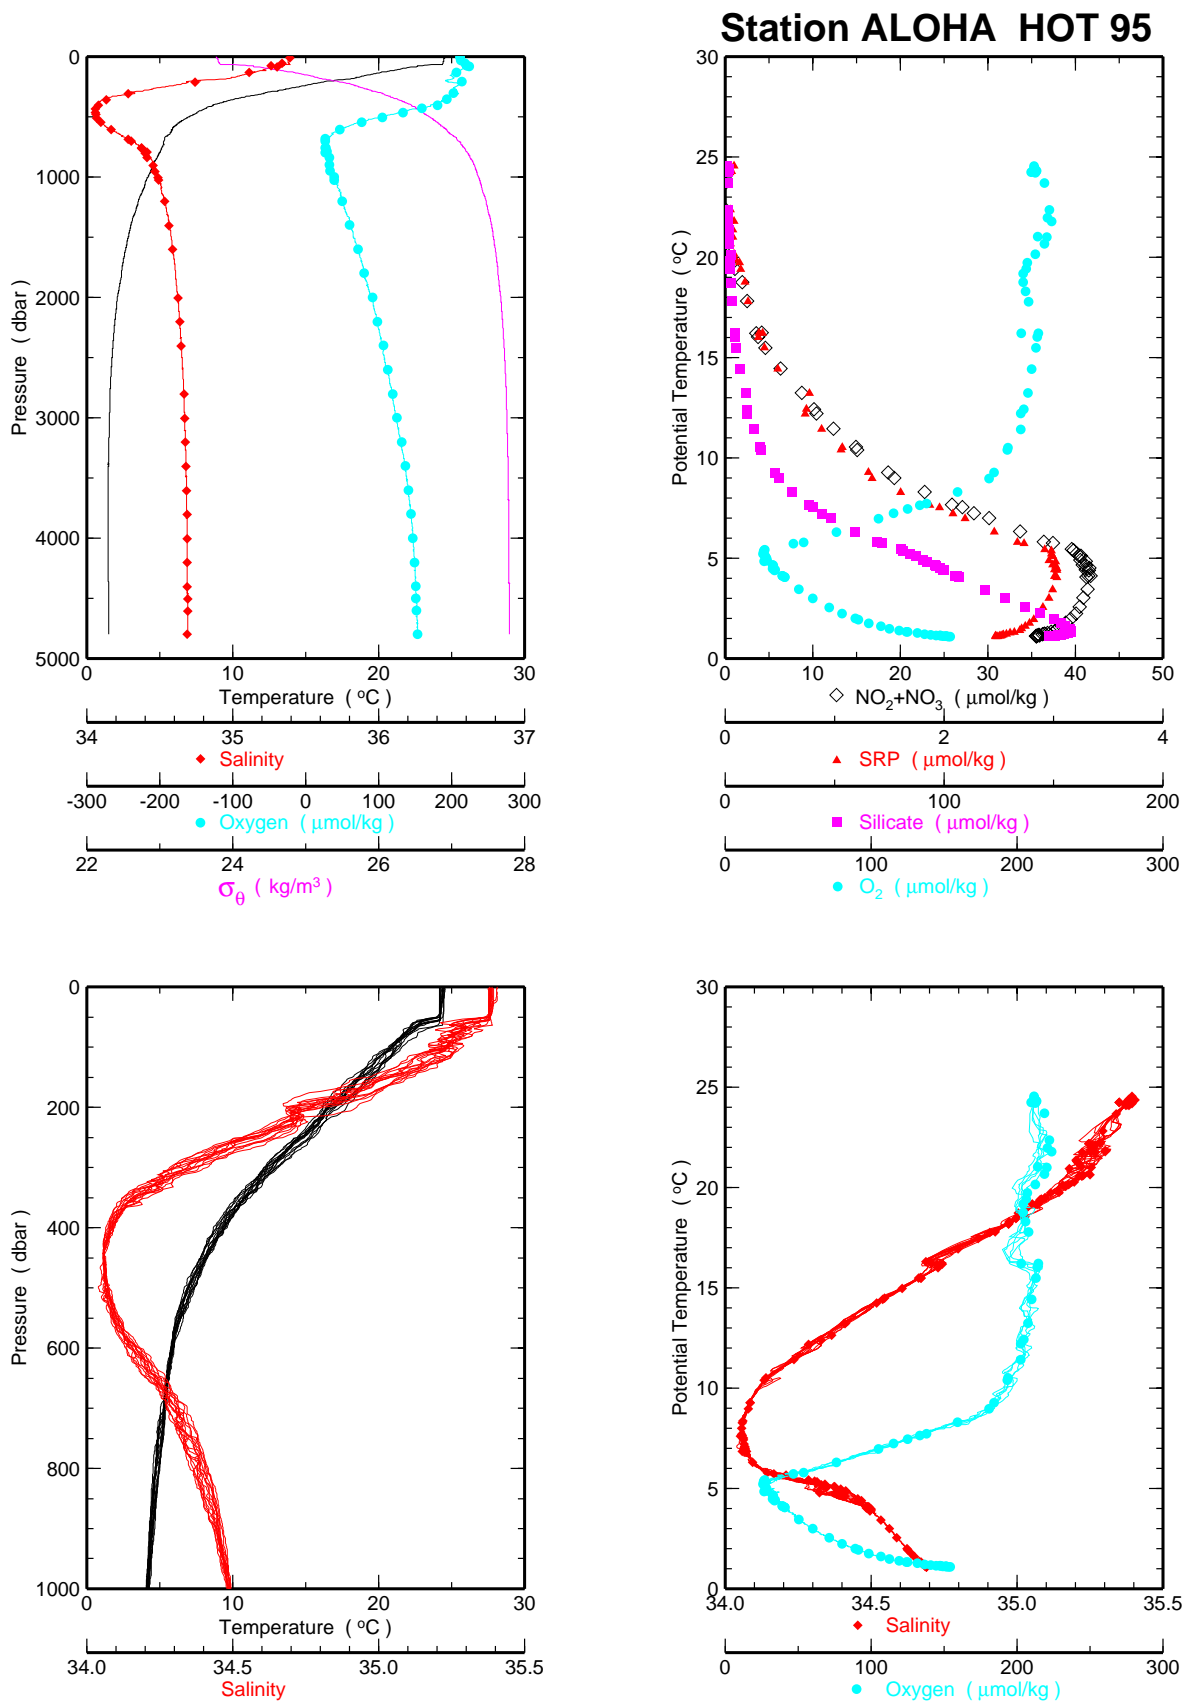 Station ALOHA HOT 95
0
1000
2000
3000
4000
5000
Pressure ( dbar)
0 10 20 30
Temperature ( °C)
34 35 36 37
Salinity
-300 -200 -100 0 100 200 300
Oxygen ( μmol/kg)
22 24 26 28
σθ ( kg/m³)
30
25
20
15
10
5
0
Potential Temperature ( °C)
0 10 20 30 40 50
NO₂+NO₃ ( μmol/kg)
0 2 4
SRP ( μmol/kg)
0 100 200
Silicate ( μmol/kg)
0 100 200 300
O₂ ( μmol/kg)
0
200
400
600
800
1000
Pressure ( dbar)
0 10 20 30
Temperature ( °C)
34.0 34.5 35.0 35.5
Salinity
30
25
20
15
10
5
0
Potential Temperature ( °C)
34.0 34.5 35.0 35.5
Salinity
0 100 200 300
Oxygen ( μmol/kg)